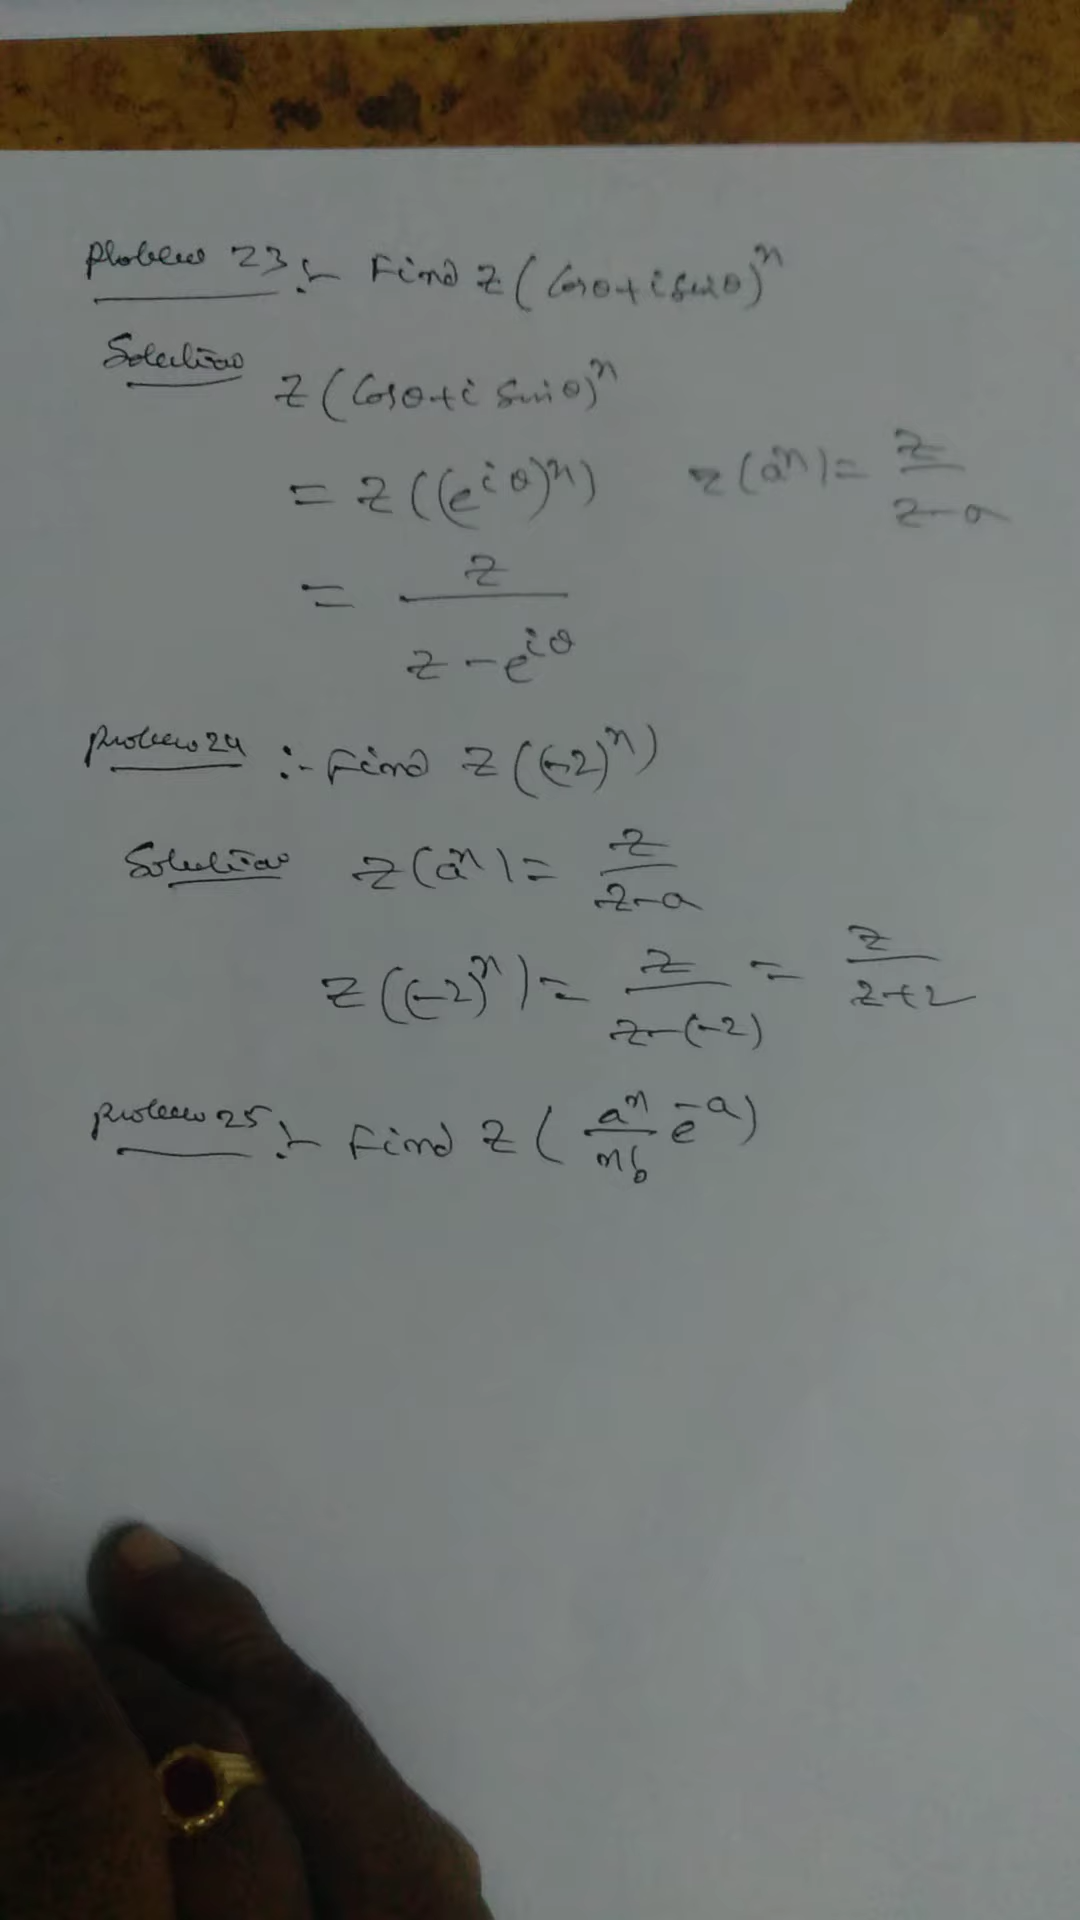 Problem 23 :- Find Z(Cosθ+i sinθ)^n
Solution
Z(Cosθ+i Sinθ)^n
= Z((e^{iθ})^n)   Z(a^n) = z/(z-a)
= z/(z-e^{iθ})
Problem 24 :- Find Z((-2)^n)
Solution Z(a^n) = z/(z-a)
Z((-2)^n) = z/(z-(-2)) = z/(z+2)
Problem 25 :- Find Z( a^n/n! e^{-a})